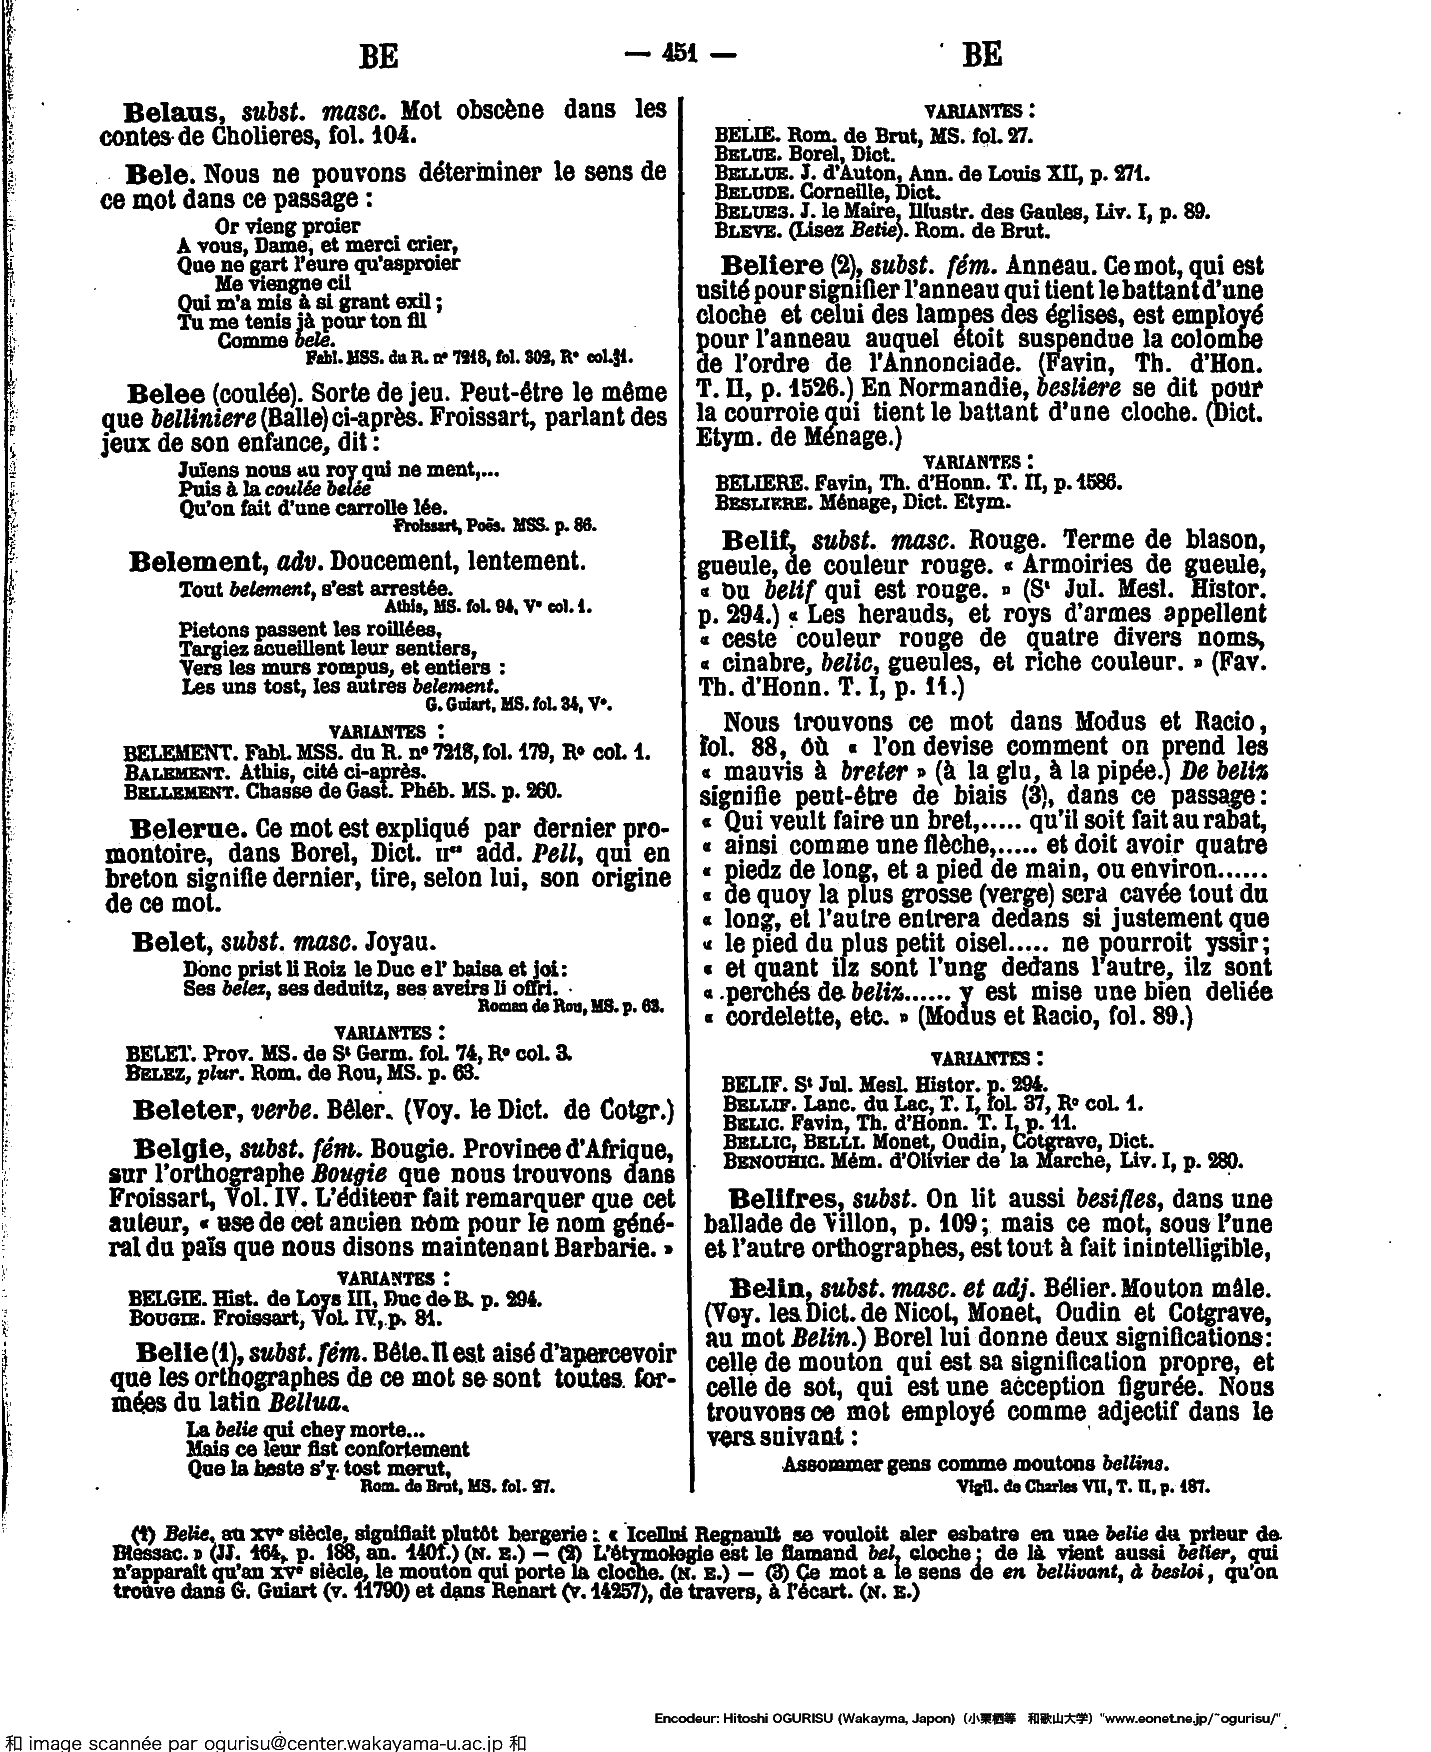 BE — 451 — BE
Belaus, subst. masc. Mot obscène dans les
contes de Cholieres, fol. 104.
Bele. Nous ne pouvons déterminer le sens de
ce mot dans ce passage :
Or vieng proier
A vous, Dame, et merci crier,
Que ne gart l'eure qu'asproier
Me viengne cil
Qui m'a mis à si grant exil ;
Tu me tenis jà pour ton fil
Comme bele.
Fabl. MSS. du R. nº 7218, fol. 302, Rº col. 1.
Belee (coulée). Sorte de jeu. Peut-être le même
que belliniere (Balle) ci-après. Froissart, parlant des
jeux de son enfance, dit :
Juïens nous au roy qui ne ment,...
Puis à la coulée belée
Qu'on fait d'une carrolle lée.
Froissart, Poës. MSS. p. 86.
Belement, adv. Doucement, lentement.
Tout belement, s'est arrestée.
Athis, MS. fol. 94, Vº col. 1.
Pietons passent les roillées,
Targiez acueillent leur sentiers,
Vers les murs rompus, et entiers :
Les uns tost, les autres belement.
G. Guiart, MS. fol. 34, Vº.
VARIANTES :
BELEMENT. Fabl. MSS. du R. nº 7218, fol. 179, Rº col. 1.
BALEMENT. Athis, cité ci-après.
BELLEMENT. Chasse de Gast. Phéb. MS. p. 260.
Belerue. Ce mot est expliqué par dernier pro-
montoire, dans Borel, Dict. IIes add. Pell, qui en
breton signifie dernier, tire, selon lui, son origine
de ce mot.
Belet, subst. masc. Joyau.
Donc prist li Roiz le Duc el' baisa et joi :
Ses belez, ses deduitz, ses aveirs li offri.
Roman de Rou, MS. p. 63.
VARIANTES :
BELET. Prov. MS. de St Germ. fol. 74, Rº col. 3.
BELEZ, plur. Rom. de Rou, MS. p. 63.
Beleter, verbe. Bêler. (Voy. le Dict. de Cotgr.)
Belgie, subst. fém. Bougie. Province d'Afrique,
sur l'orthographe Bougie que nous trouvons dans
Froissart, Vol. IV. L'éditeur fait remarquer que cet
auteur, « use de cet ancien nom pour le nom géné-
ral du païs que nous disons maintenant Barbarie. »
VARIANTES :
BELGIE. Hist. de Loys III, Duc de B. p. 294.
BOUGIE. Froissart, Vol. IV, p. 81.
Belie (1), subst. fém. Bête. Il est aisé d'apercevoir
que les orthographes de ce mot se sont toutes for-
mées du latin Bellua.
La belie qui chey morte...
Mais ce leur fist confortement
Que la beste s'y tost morut,
Rom. de Brut, MS. fol. 27.
VARIANTES :
BELIE. Rom. de Brut, MS. fol. 27.
BELUE. Borel, Dict.
BELLUE. J. d'Auton, Ann. de Louis XII, p. 271.
BELUDE. Corneille, Dict.
BELUES. J. le Maire, Illustr. des Gaules, Liv. I, p. 89.
BLEVE. (Lisez Betie). Rom. de Brut.
Beliere (2), subst. fém. Anneau. Ce mot, qui est
usité pour signifier l'anneau qui tient le battant d'une
cloche et celui des lampes des églises, est employé
pour l'anneau auquel étoit suspendue la colombe
de l'ordre de l'Annonciade. (Favin, Th. d'Hon.
T. II, p. 1526.) En Normandie, besliere se dit pour
la courroie qui tient le battant d'une cloche. (Dict.
Etym. de Ménage.)
VARIANTES :
BELIERE. Favin, Th. d'Honn. T. II, p. 1586.
BESLIERE. Ménage, Dict. Etym.
Belif, subst. masc. Rouge. Terme de blason,
gueule, de couleur rouge. « Armoiries de gueule,
« ou belif qui est rouge. » (St Jul. Mesl. Histor.
p. 294.) « Les herauds, et roys d'armes appellent
« ceste couleur rouge de quatre divers noms,
« cinabre, belic, gueules, et riche couleur. » (Fav.
Th. d'Honn. T. I, p. 11.)
Nous trouvons ce mot dans Modus et Racio,
fol. 88, où « l'on devise comment on prend les
« mauvis à breter » (à la glu, à la pipée.) De beliz
signifie peut-être de biais (3), dans ce passage :
« Qui veult faire un bret,..... qu'il soit fait au rabat,
« ainsi comme une flèche,..... et doit avoir quatre
« piedz de long, et a pied de main, ou environ......
« de quoy la plus grosse (verge) sera cavée tout du
« long, et l'autre entrera dedans si justement que
« le pied du plus petit oisel..... ne pourroit yssir ;
« et quant ilz sont l'ung dedans l'autre, ilz sont
« perchés de beliz...... y est mise une bien deliée
« cordelette, etc. » (Modus et Racio, fol. 89.)
VARIANTES :
BELIF. St Jul. Mesl. Histor. p. 294.
BELLIF. Lanc. du Lac, T. I, fol. 37, Rº col. 1.
BELIC. Favin, Th. d'Honn. T. I, p. 11.
BELLIC, BELLI. Monet, Oudin, Cotgrave, Dict.
BENOUHIC. Mém. d'Olivier de la Marche, Liv. I, p. 280.
Belifres, subst. On lit aussi besifles, dans une
ballade de Villon, p. 109 ; mais ce mot, sous l'une
et l'autre orthographes, est tout à fait inintelligible,
Belin, subst. masc. et adj. Bélier. Mouton mâle.
(Voy. les Dict. de Nicot, Monet, Oudin et Cotgrave,
au mot Belin.) Borel lui donne deux significations :
celle de mouton qui est sa signification propre, et
celle de sot, qui est une acception figurée. Nous
trouvons ce mot employé comme adjectif dans le
vers suivant :
Assommer gens comme moutons bellins.
Vigil. de Charles VII, T. II, p. 187.
(1) Belie, au XVe siècle, signifiait plutôt bergerie : « Icellui Regnault se vouloit aler esbatre en une belie du prieur de
Blessac. » (JJ. 164, p. 188, an. 1401.) (N. E.) — (2) L'étymologie est le flamand bel, cloche ; de là vient aussi belier, qui
n'apparaît qu'au XVe siècle, le mouton qui porte la cloche. (N. E.) — (3) Ce mot a le sens de en bellivant, à besloi, qu'on
trouve dans G. Guiart (v. 11790) et dans Renart (v. 14257), de travers, à l'écart. (N. E.)
Encodeur: Hitoshi OGURISU (Wakayma, Japon) (小栗栖等 和歌山大学) "www.eonet.ne.jp/~ogurisu/"
和 image scannée par ogurisu@center.wakayama-u.ac.jp 和